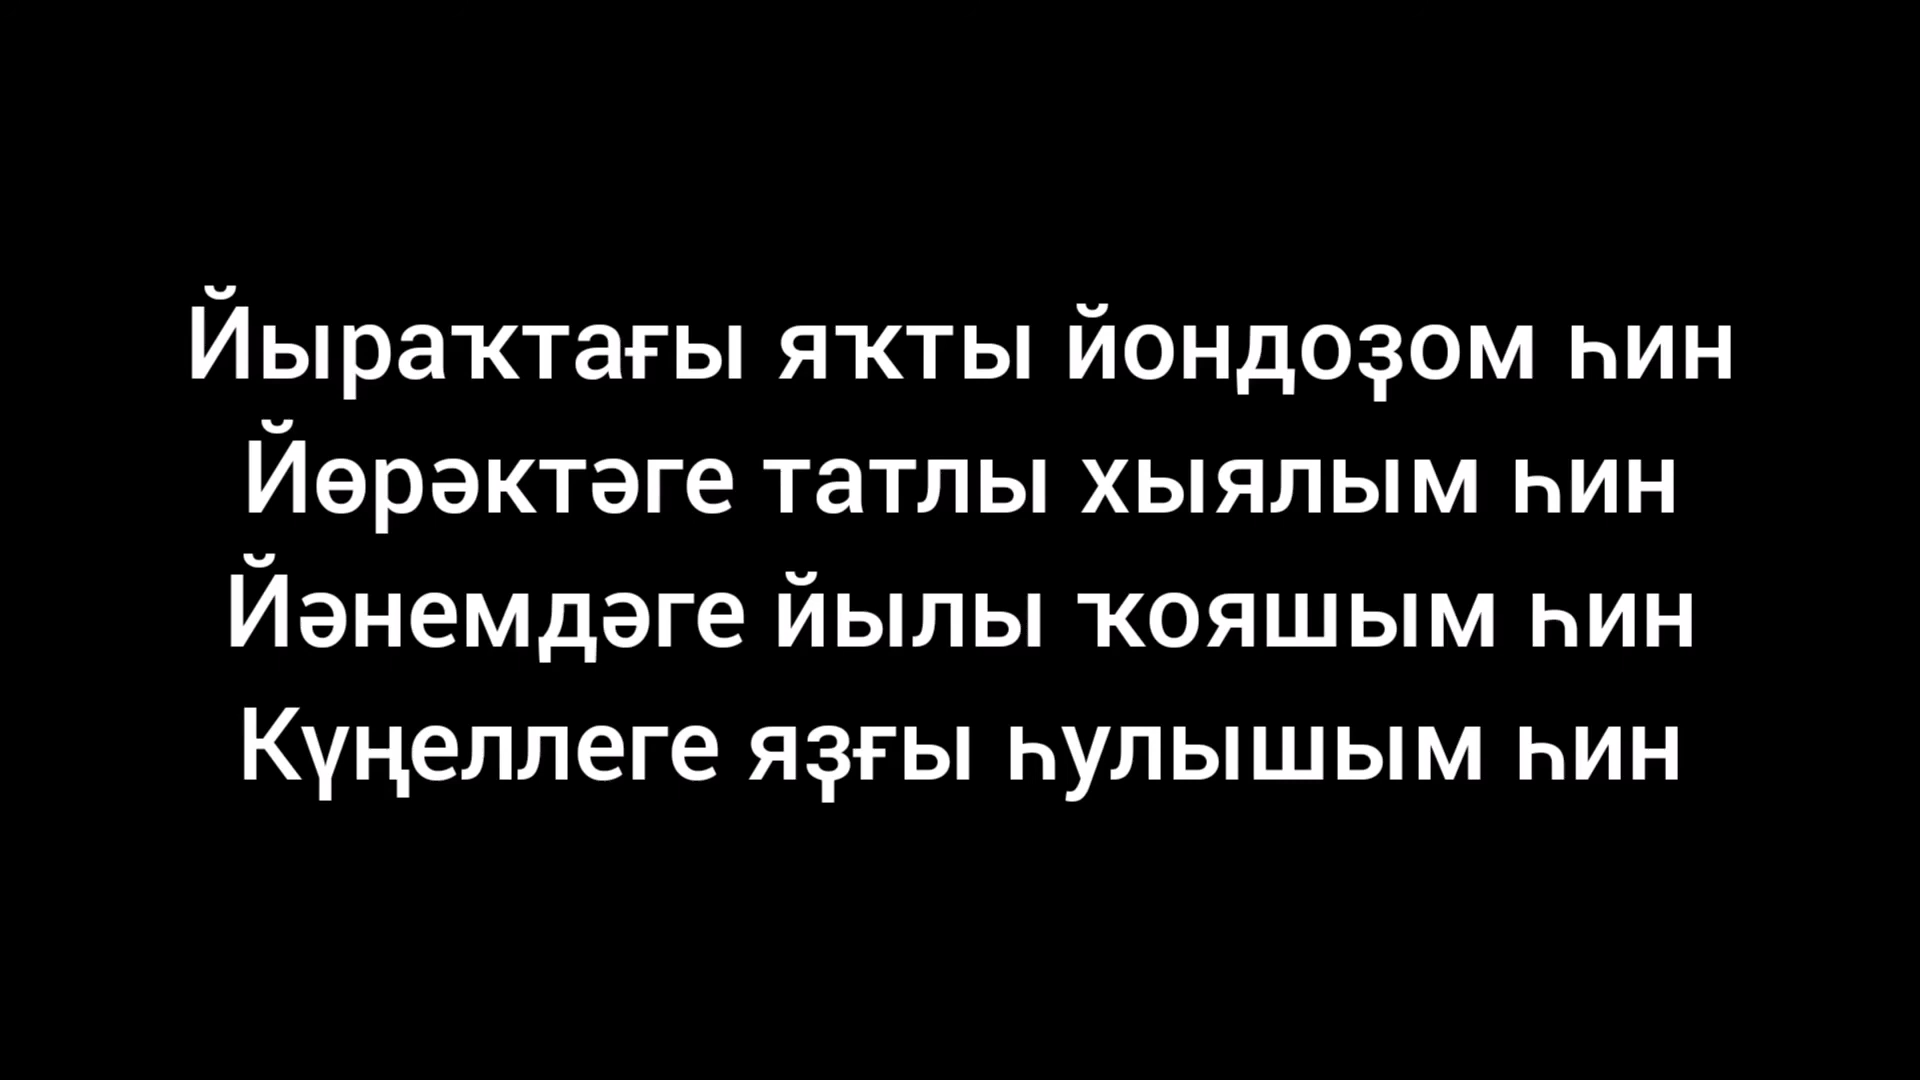 Йыраҡтағы яҡты йондоҙом һин
Йөрәктәге татлы хыялым һин
Йәнемдәге йылы ҡояшым һин
Күңеллеге яҙғы һулышым һин